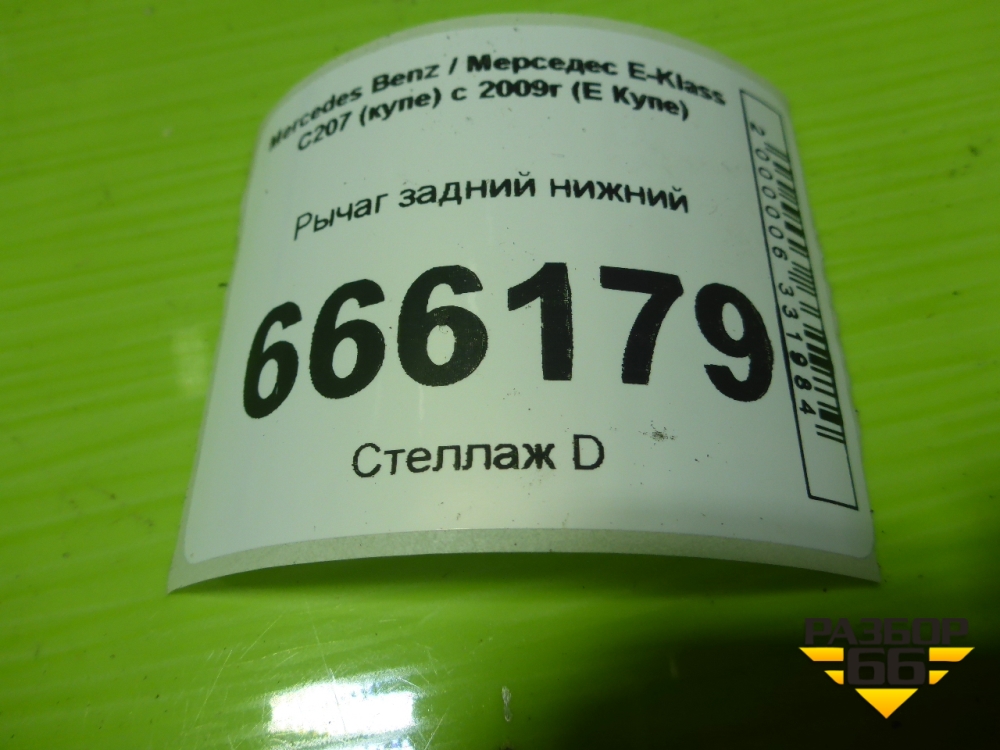 Mercedes Benz / Мерседес E-Klass
C207 (купе) с 2009г (Е Купе)
Рычаг задний нижний
666179
Стеллаж D
2000006331984
РАЗБОР
66